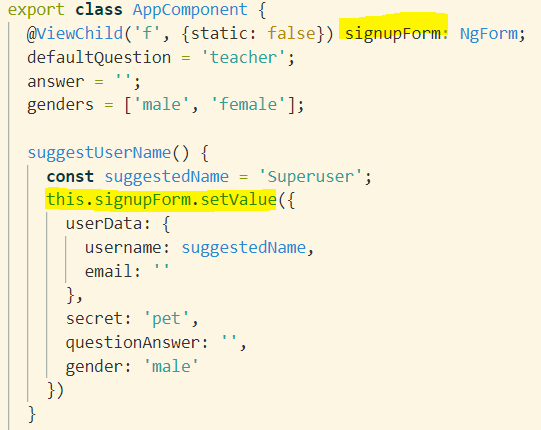 export class AppComponent {
@ViewChild('f', {static: false}) signupForm: NgForm;
defaultQuestion = 'teacher';
answer = '';
genders = ['male', 'female'];
suggestUserName() {
const suggestedName = 'Superuser';
this.signupForm.setValue({
userData: {
username: suggestedName,
email: ''
},
secret: 'pet',
questionAnswer: '',
gender: 'male'
})
}